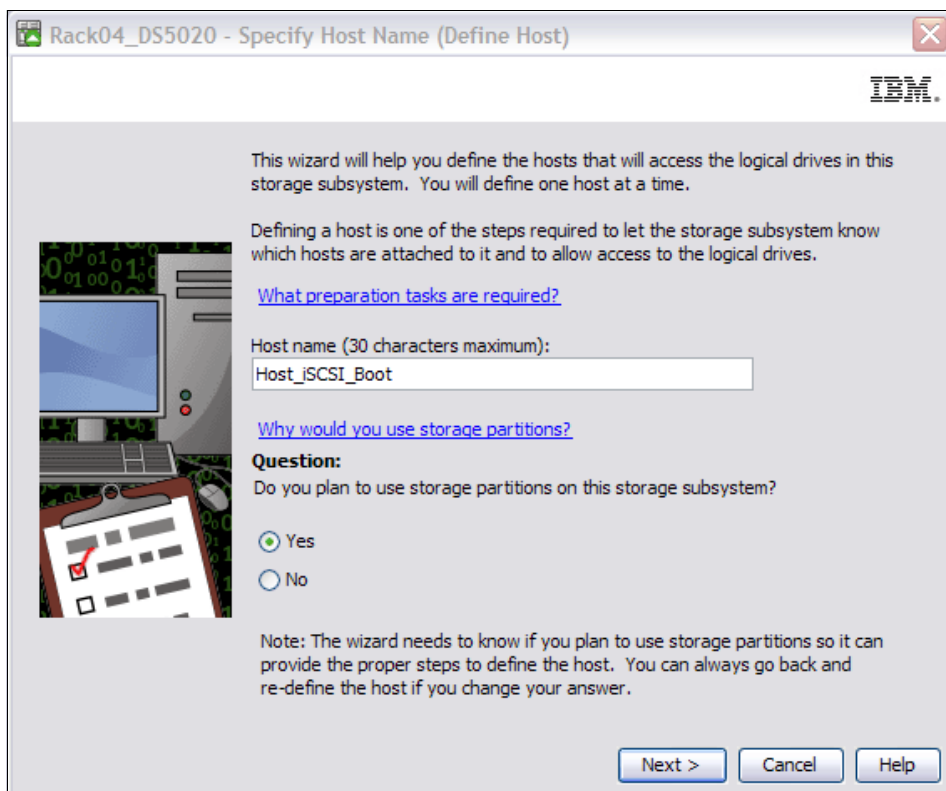 Rack04_DS5020 - Specify Host Name (Define Host)
IBM.
This wizard will help you define the hosts that will access the logical drives in this
storage subsystem. You will define one host at a time.
Defining a host is one of the steps required to let the storage subsystem know
which hosts are attached to it and to allow access to the logical drives.
What preparation tasks are required?
Host name (30 characters maximum):
Host_iSCSI_Boot
Why would you use storage partitions?
Question:
Do you plan to use storage partitions on this storage subsystem?
Yes
No
Note: The wizard needs to know if you plan to use storage partitions so it can
provide the proper steps to define the host. You can always go back and
re-define the host if you change your answer.
Next >
Cancel
Help